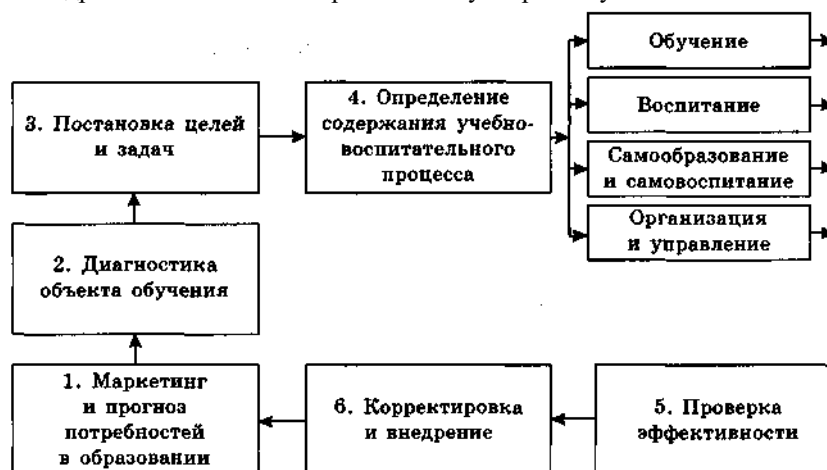 Обучение
Воспитание
Самообразование
и самовоспитание
Организация
и управление
4. Определение
содержания учебно-
воспитательного
процесса
3. Постановка целей
и задач
2. Диагностика
объекта обучения
1. Маркетинг
и прогноз
потребностей
в образовании
6. Корректировка
и внедрение
5. Проверка
эффективности